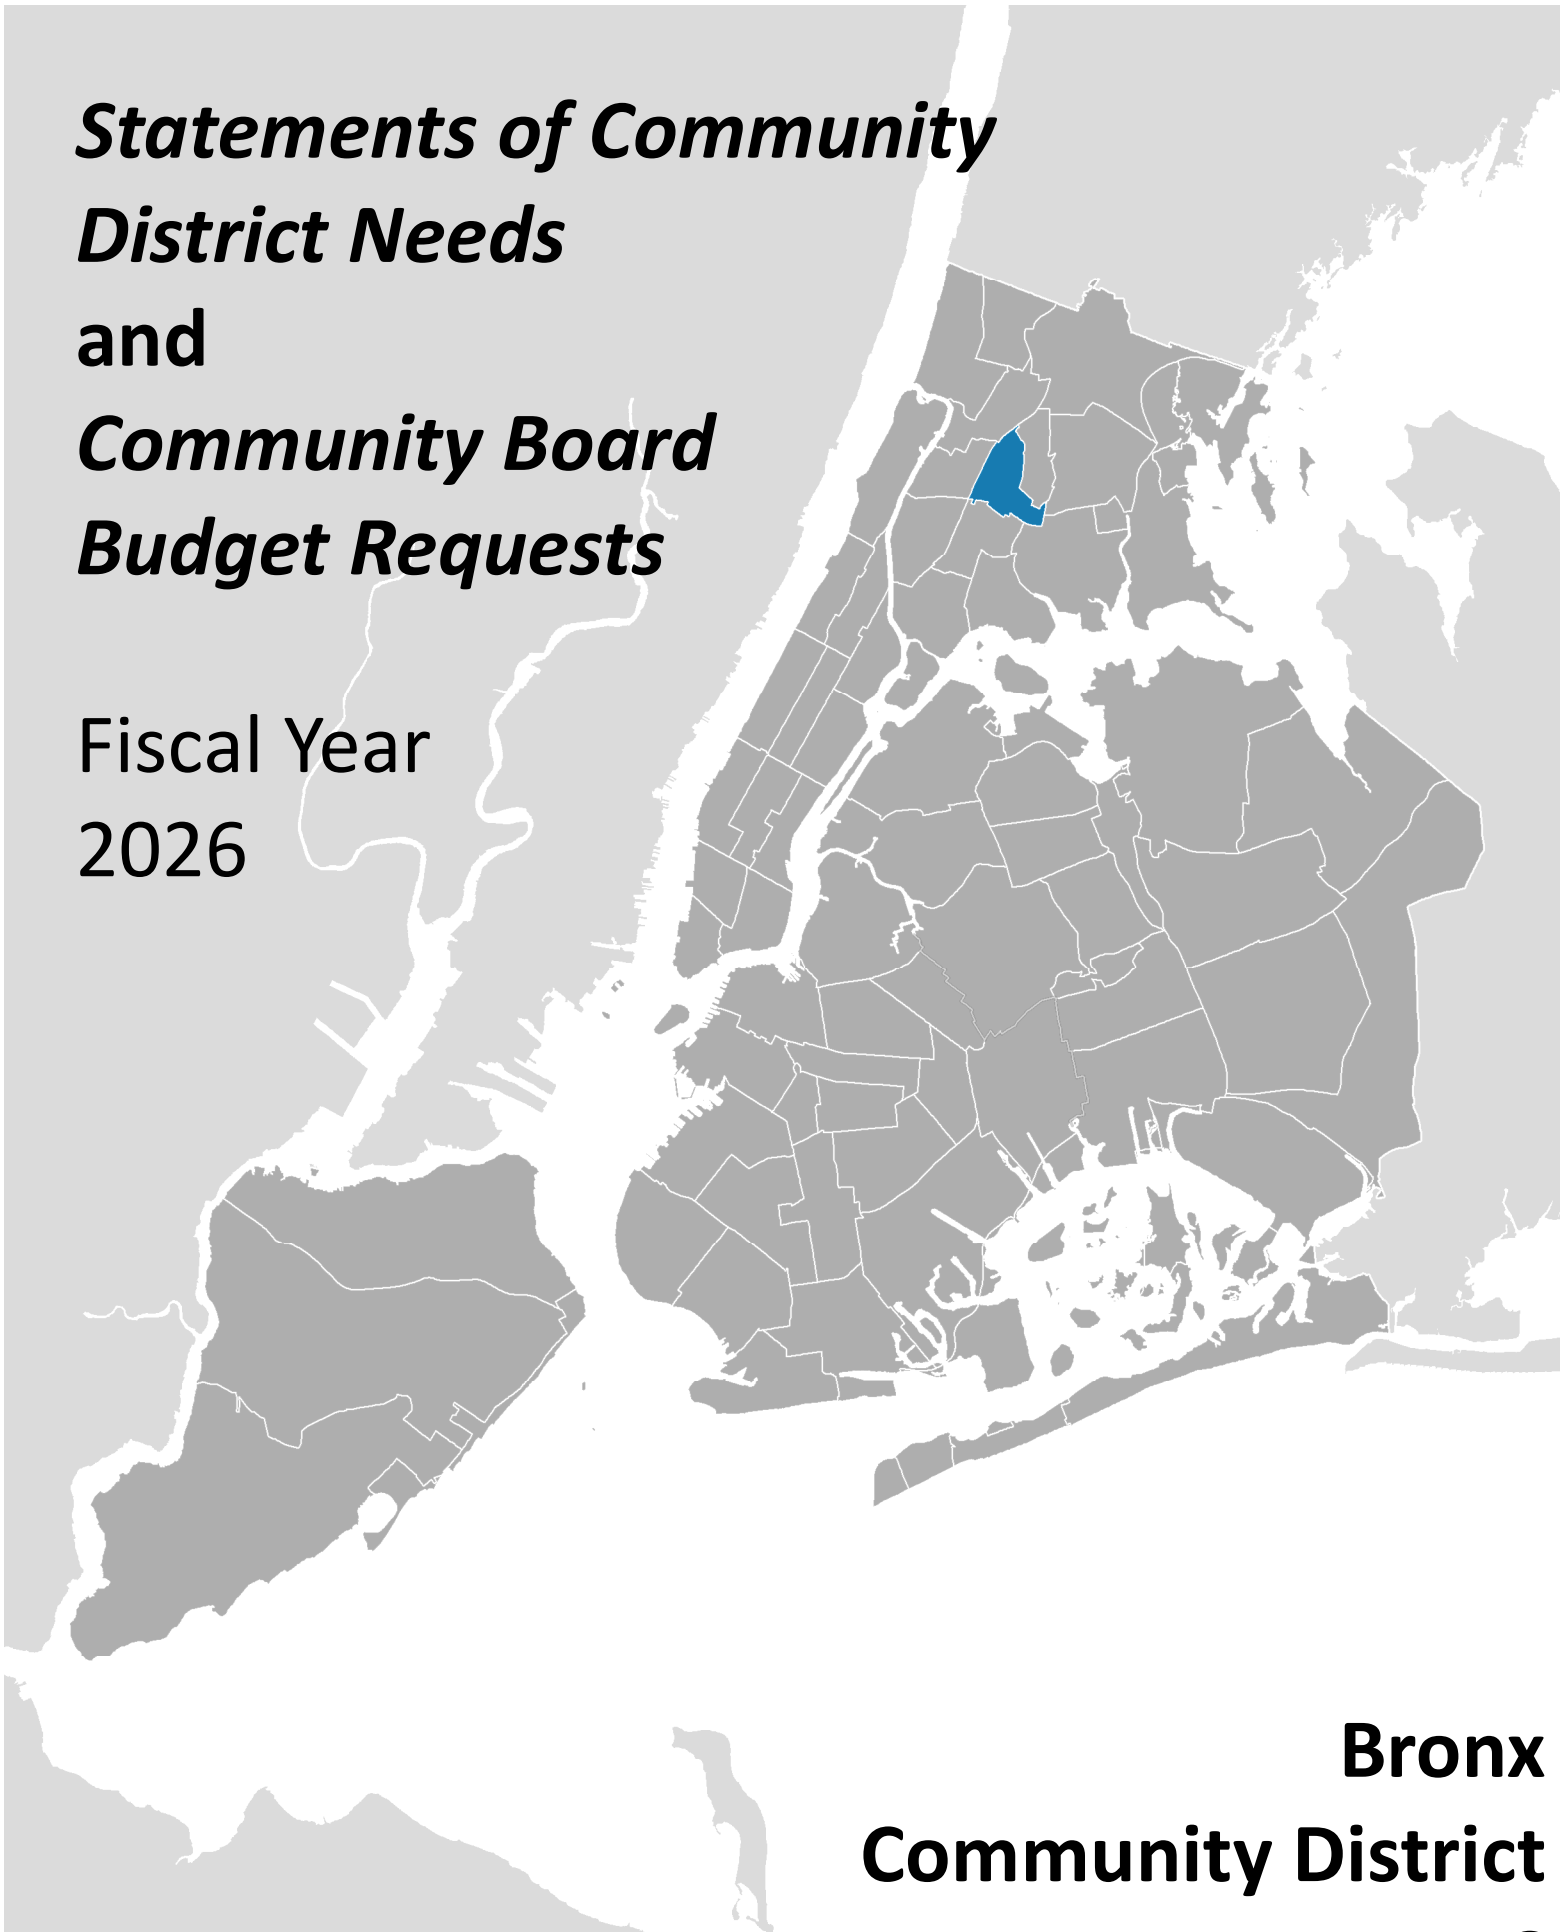 Statements of Community
District Needs
and
Community Board
Budget Requests
Fiscal Year
2026
Bronx
Community District